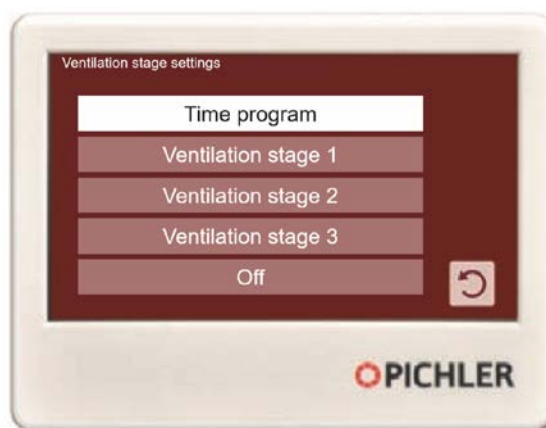 Ventilation stage settings
Time program
Ventilation stage 1
Ventilation stage 2
Ventilation stage 3
Off
PICHLER